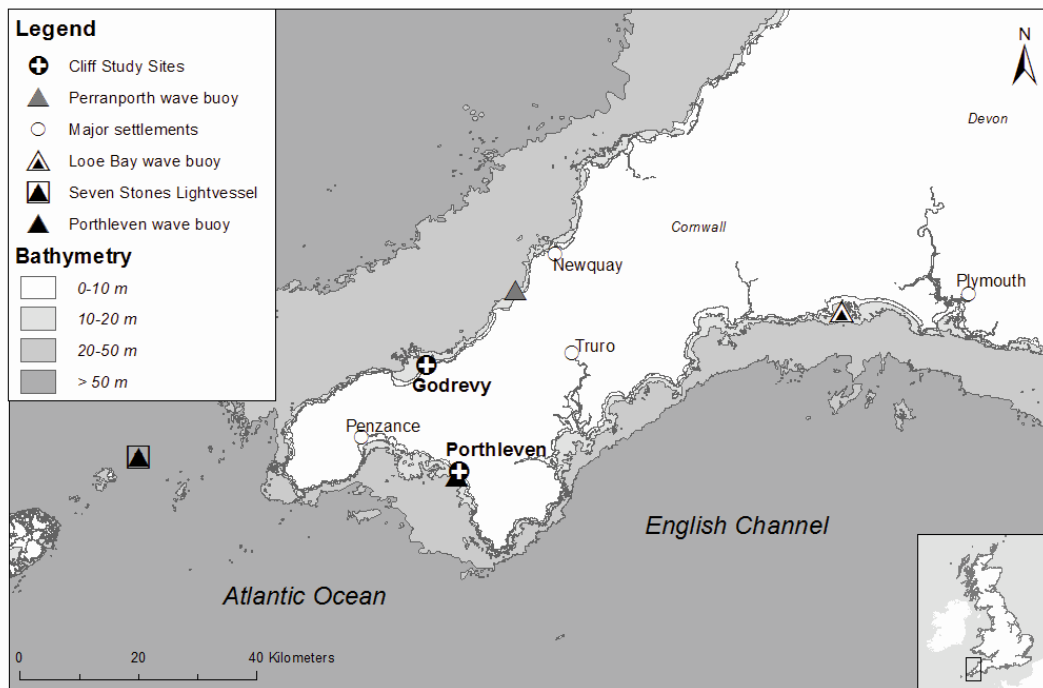 Legend
Cliff Study Sites
Perranporth wave buoy
Major settlements
Looe Bay wave buoy
Seven Stones Lightvessel
Porthleven wave buoy
Bathymetry
0-10 m
10-20 m
20-50 m
> 50 m
N
Devon
Cornwall
Newquay
Plymouth
Truro
Godrevy
Penzance
Porthleven
English Channel
Atlantic Ocean
0 20 40 Kilometers